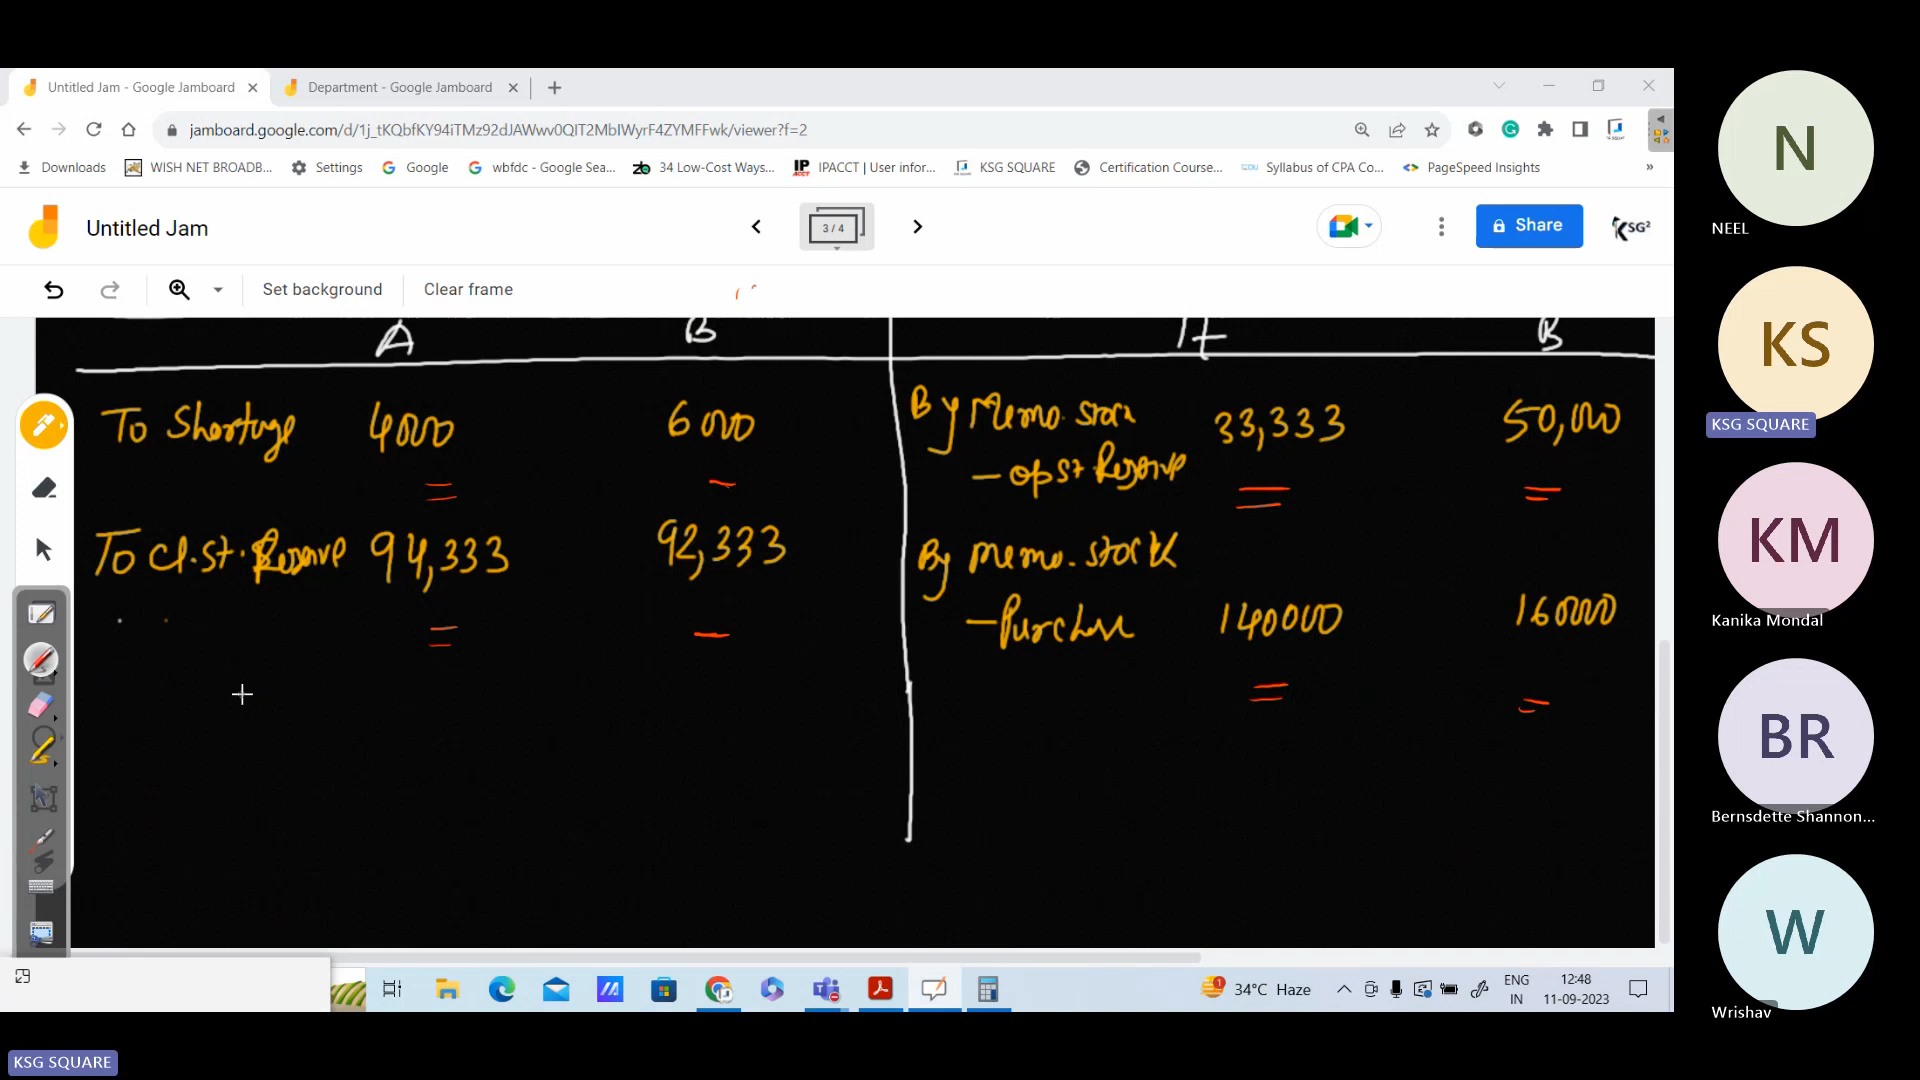 Untitled Jam - Google Jamboard
Department - Google Jamboard
jamboard.google.com/d/1j_tKQbfKY94iTMz92dJAWwv0QIT2MbIWyrF4ZYMFFwk/viewer?f=2
Downloads
WISH NET BROADB...
Settings
Google
wbfdc - Google Sea...
34 Low-Cost Ways...
IPACCT | User infor...
KSG SQUARE
Certification Course...
Syllabus of CPA Co...
PageSpeed Insights
»
Untitled Jam
3 / 4
Share
KSG²
Set background
Clear frame
A B B
To Shortage 4000 6000
By Memo. stock 33,333 50,000
- op st Reserve
To Cl. St. Reserve 94,333 92,333
By memo. stock
- Purchase 140000 160000
34°C Haze
ENG
IN
12:48
11-09-2023
N
NEEL
KS
KSG SQUARE
KM
Kanika Mondal
BR
Bernsdette Shannon...
W
Wrishav
KSG SQUARE